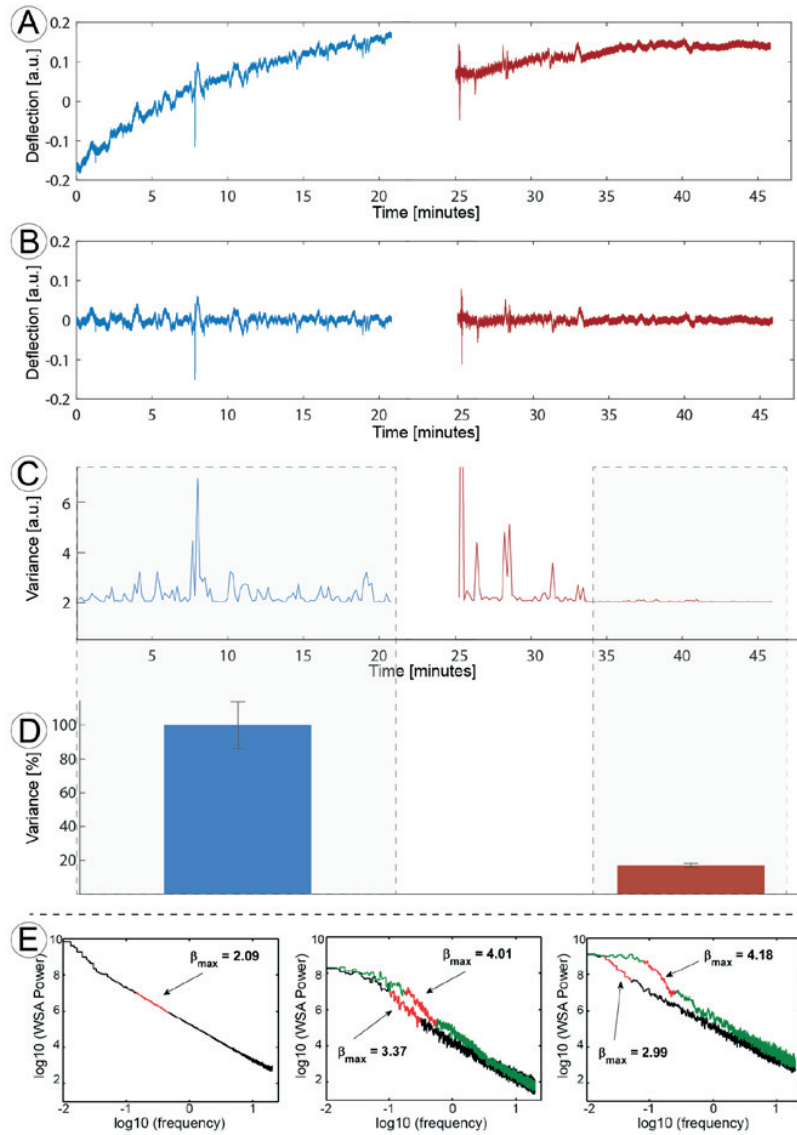 A
Deflection [a.u.]
0.2
0.1
0
-0.1
-0.2
0 5 10 15 20 25 30 35 40 45
Time [minutes]
B
Deflection [a.u.]
0.2
0.1
0
-0.1
-0.2
0 5 10 15 20 25 30 35 40 45
Time [minutes]
C
Variance [a.u.]
6
4
2
5 10 15 20 25 30 35 40 45
Time [minutes]
D
Variance [%]
100
80
60
40
20
E
log10 (WSA Power)
10
8
6
4
2
βmax = 2.09
-2 -1 0 1
log10 (frequency)
log10 (WSA Power)
10
8
6
4
2
βmax = 4.01
βmax = 3.37
-2 -1 0 1
log10 (frequency)
log10 (WSA Power)
10
8
6
4
2
βmax = 4.18
βmax = 2.99
-2 -1 0 1
log10 (frequency)